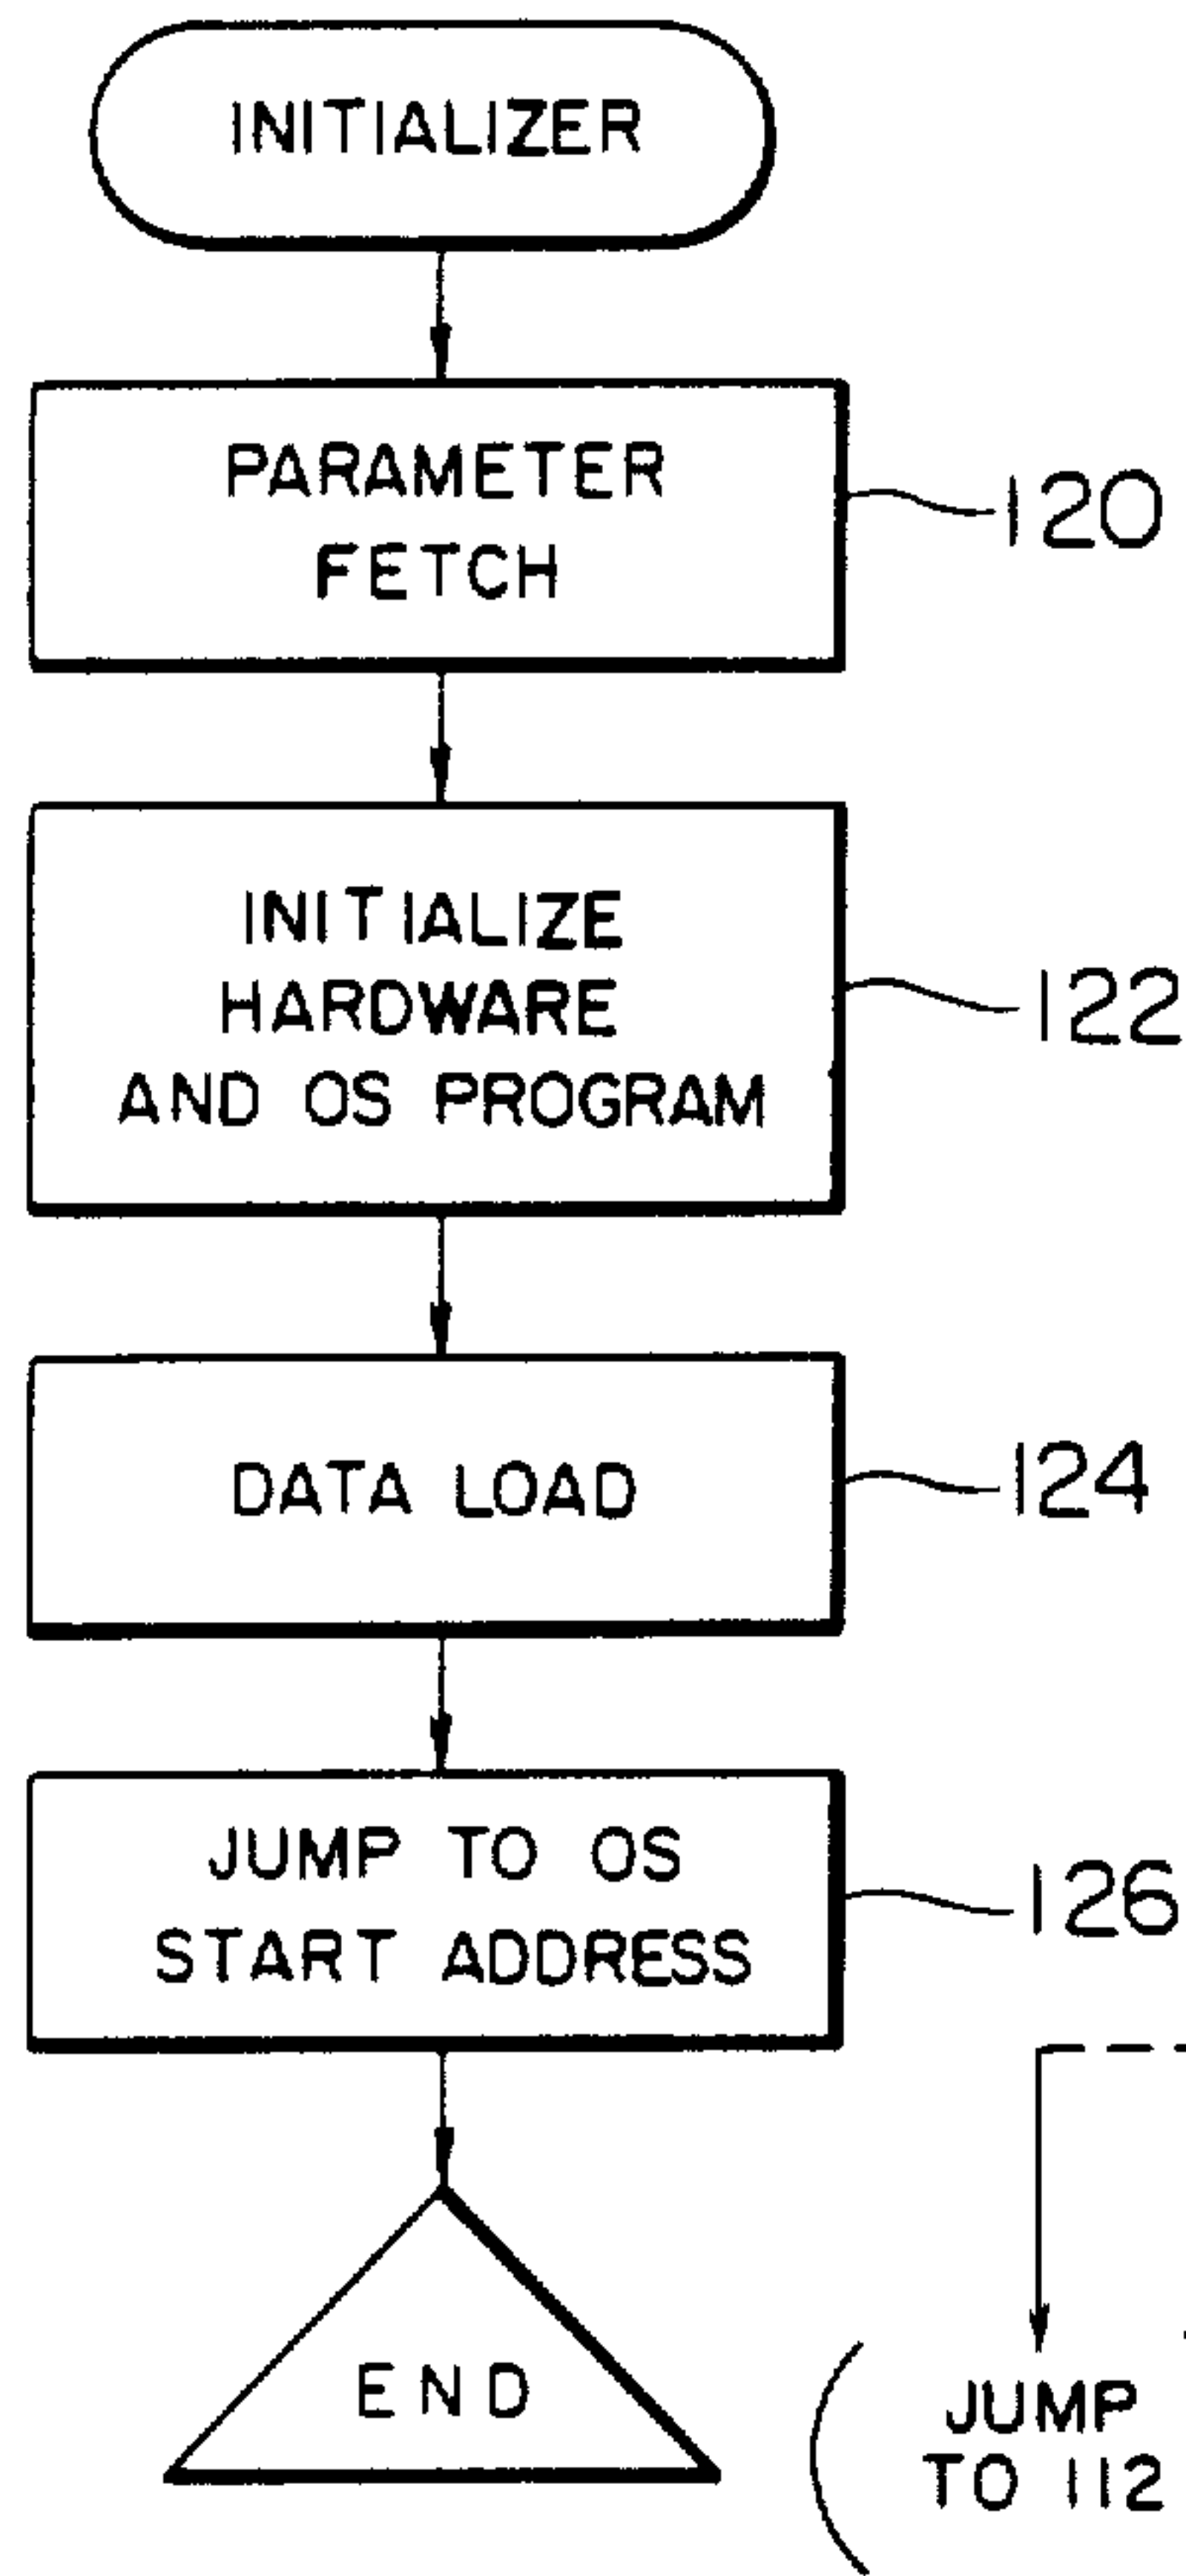 INITIALIZER
PARAMETER
FETCH
120
INITIALIZE
HARDWARE
AND OS PROGRAM
122
DATA LOAD
124
JUMP TO OS
START ADDRESS
126
END
JUMP
TO 112